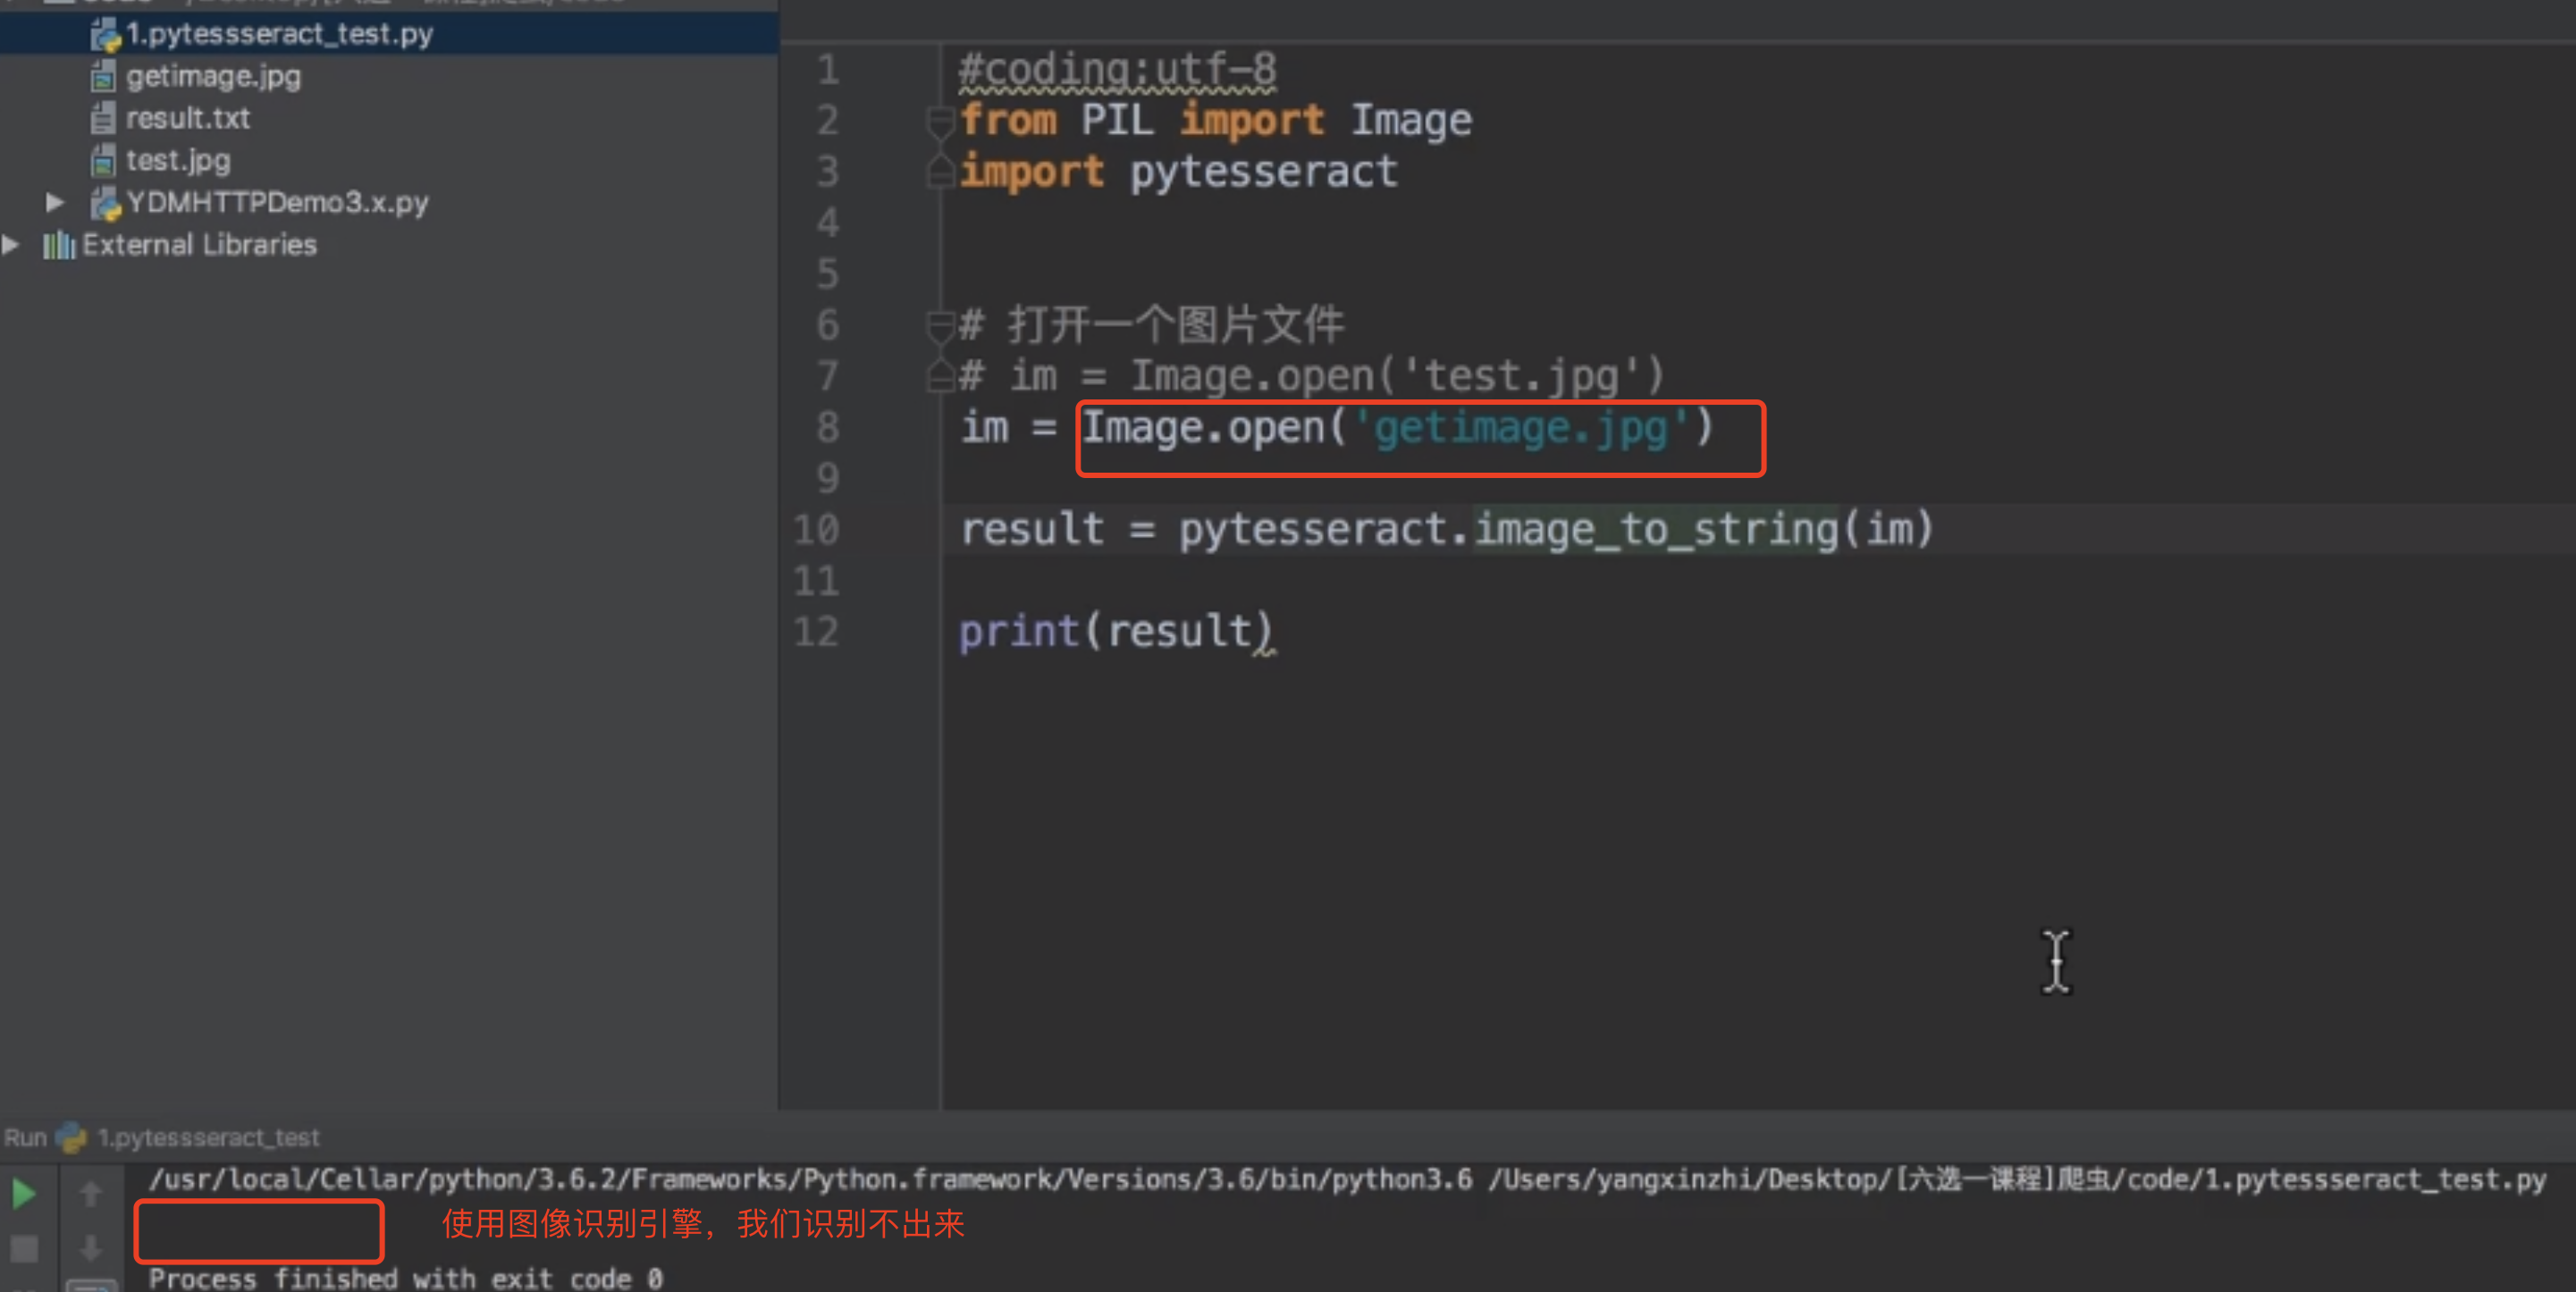 1.pytessseract_test.py
getimage.jpg
result.txt
test.jpg
YDMHTTPDemo3.x.py
External Libraries
1 #coding:utf-8
2 from PIL import Image
3 import pytesseract
4
5
6 # 打开一个图片文件
7 # im = Image.open('test.jpg')
8 im = Image.open('getimage.jpg')
9
10 result = pytesseract.image_to_string(im)
11
12 print(result)
Run 1.pytessseract_test
/usr/local/Cellar/python/3.6.2/Frameworks/Python.framework/Versions/3.6/bin/python3.6 /Users/yangxinzhi/Desktop/[六选一课程]爬虫/code/1.pytessseract_test.py
使用图像识别引擎，我们识别不出来
Process finished with exit code 0